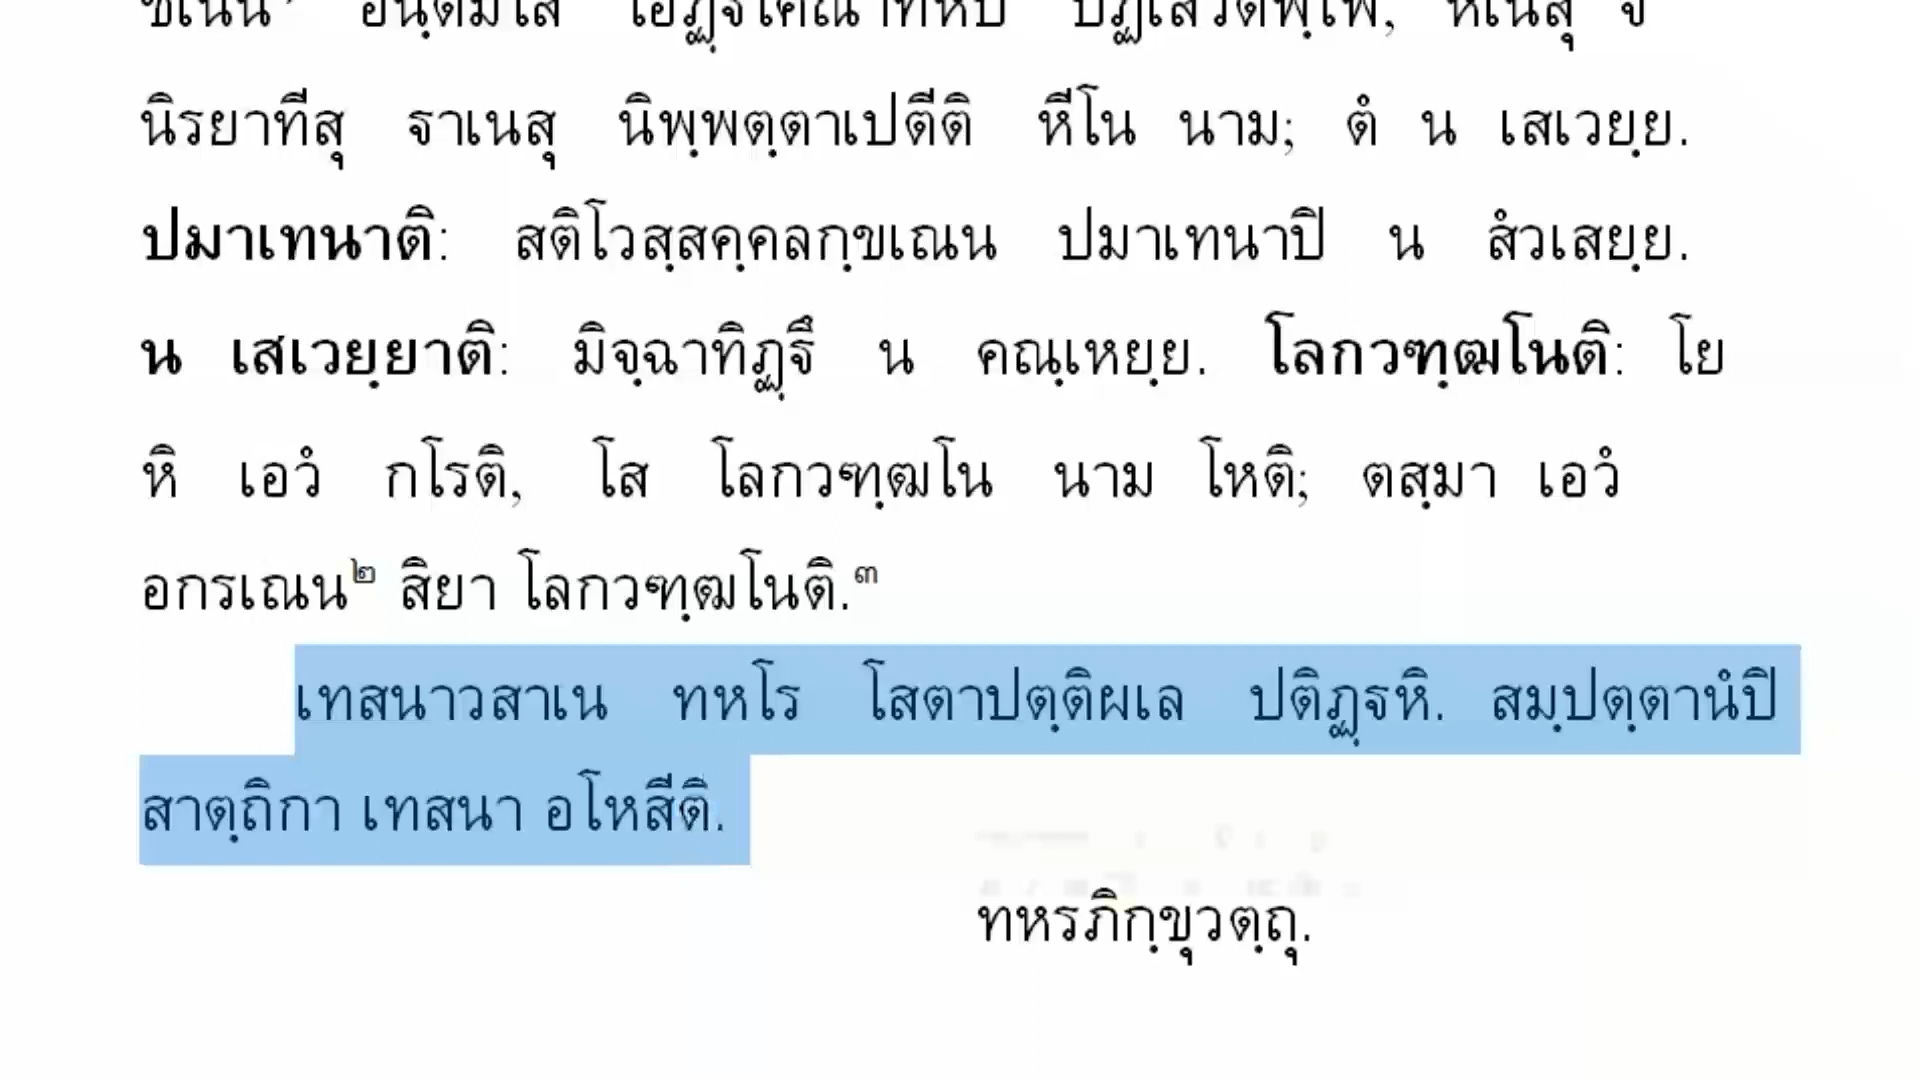 นิรยาทีสุ ฐาเนสุ นิพฺพตฺตาเปตีติ หีโน นาม; ตํ น เสเวยฺย.
ปมาเทนาติ: สติโวสฺสคฺคลกฺขเณน ปมาเทนาปิ น สํวเสยฺย.
น เสเวยฺยาติ: มิจฺฉาทิฏฺฐึ น คณฺเหยฺย. โลกวฑฺฒโนติ: โย
หิ เอวํ กโรติ, โส โลกวฑฺฒโน นาม โหติ; ตสฺมา เอวํ
อกรเณน๒ สิยา โลกวฑฺฒโนติ.๓
เทสนาวสาเน ทหโร โสตาปตฺติผเล ปติฏฺฐหิ. สมฺปตฺตานํปิ
สาตฺถิกา เทสนา อโหสีติ.
ทหรภิกฺขุวตฺถุ.